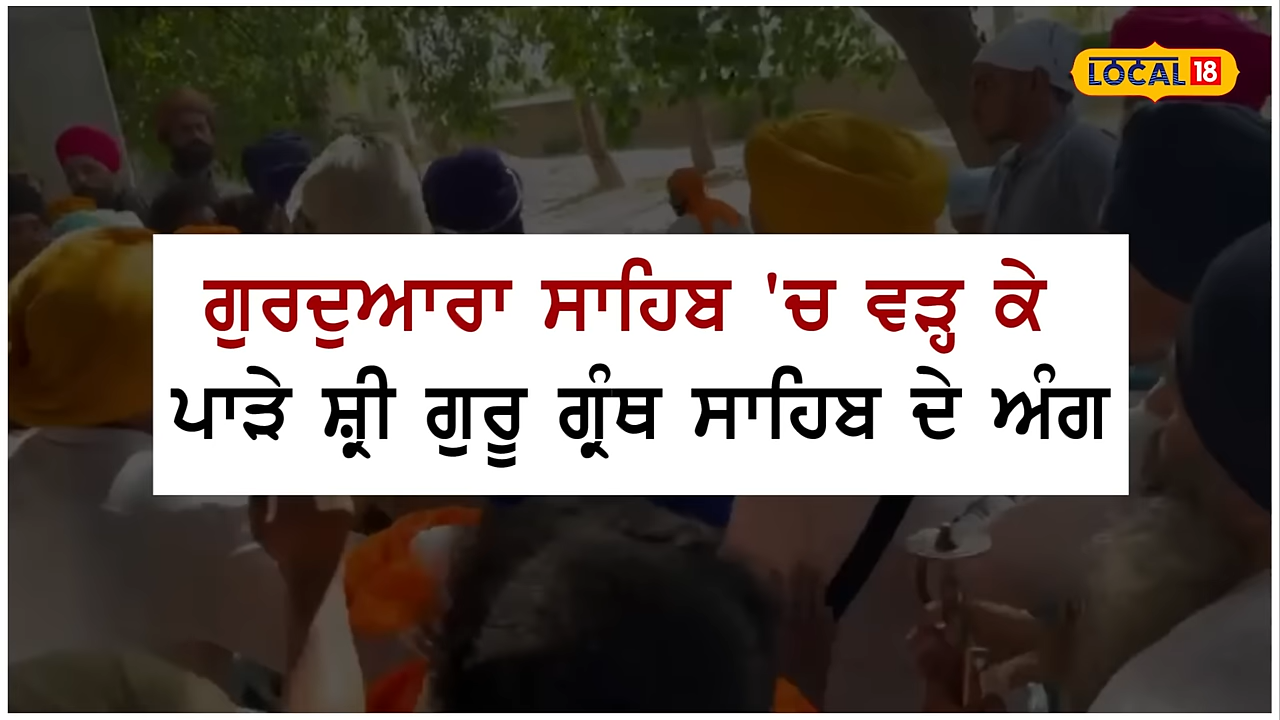 LOCAL 18
ਗੁਰਦੁਆਰਾ ਸਾਹਿਬ 'ਚ ਵੜ੍ਹ ਕੇ
ਪਾੜੇ ਸ਼੍ਰੀ ਗੁਰੂ ਗ੍ਰੰਥ ਸਾਹਿਬ ਦੇ ਅੰਗ